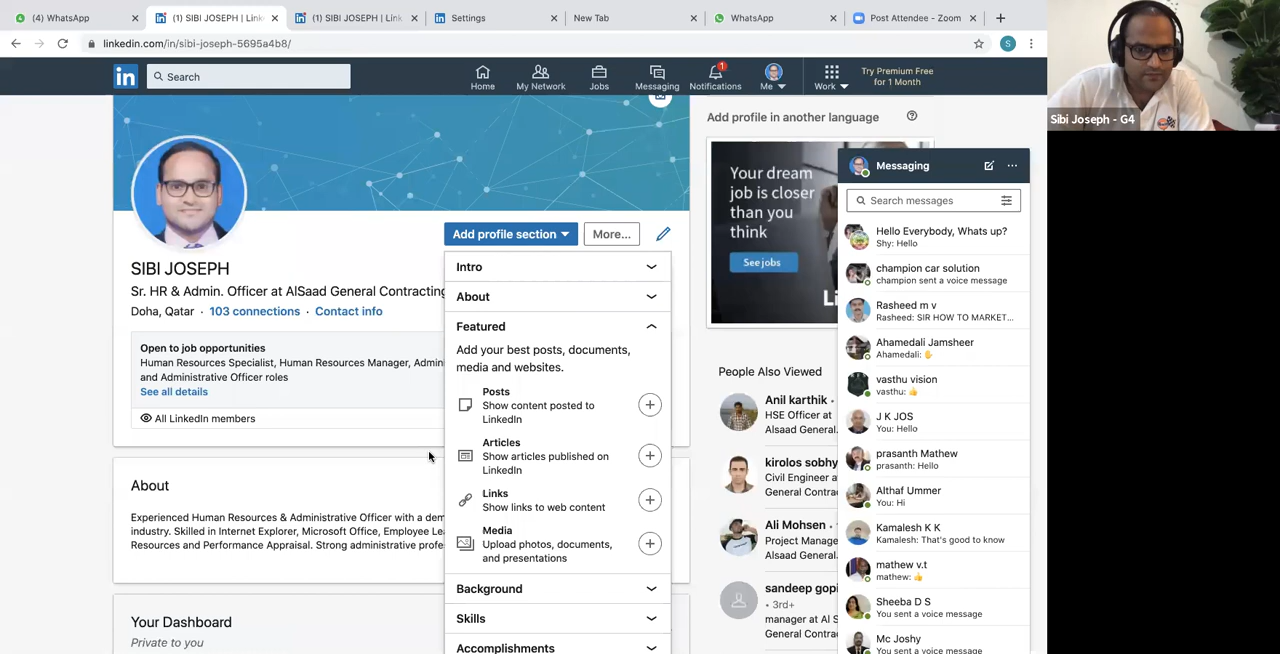 (4) WhatsApp
(1) SIBI JOSEPH | Link
(1) SIBI JOSEPH | Link
Settings
New Tab
WhatsApp
Post Attendee - Zoom
linkedin.com/in/sibi-joseph-5695a4b8/
S
in
Search
Home
My Network
Jobs
Messaging
1
Notifications
Me
Work
Try Premium Free
for 1 Month
Sibi Joseph - G4
Add profile section
More...
SIBI JOSEPH
Sr. HR & Admin. Officer at AlSaad General Contracting
Doha, Qatar · 103 connections · Contact info
Open to job opportunities
Human Resources Specialist, Human Resources Manager, Admin
and Administrative Officer roles
See all details
All LinkedIn members
About
Experienced Human Resources & Administrative Officer with a dem
industry. Skilled in Internet Explorer, Microsoft Office, Employee Lea
Resources and Performance Appraisal. Strong administrative profes
Your Dashboard
Private to you
Intro
About
Featured
Add your best posts, documents,
media and websites.
Posts
Show content posted to
LinkedIn
Articles
Show articles published on
LinkedIn
Links
Show links to web content
Media
Upload photos, documents,
and presentations
Background
Skills
Accomplishments
Add profile in another language
Your dream
job is closer
than you
think
See jobs
Li
People Also Viewed
Anil karthik •
HSE Officer at
Alsaad General.
kirolos sobhy
Civil Engineer a
General Contrac
Ali Mohsen •
Project Manage
Alsaad General.
sandeep gopi
• 3rd+
manager at Al S
General Contra
Messaging
Search messages
Hello Everybody, Whats up?
Shy: Hello
champion car solution
champion sent a voice message
Rasheed m v
Rasheed: SIR HOW TO MARKET...
Ahamedali Jamsheer
Ahamedali: ✋
vasthu vision
vasthu: 👍
J K JOS
You: Hello
prasanth Mathew
prasanth: Hello
Althaf Ummer
You: Hi
Kamalesh K K
Kamalesh: That's good to know
mathew v.t
mathew: 👍
Sheeba D S
You sent a voice message
Mc Joshy
You sent a voice message